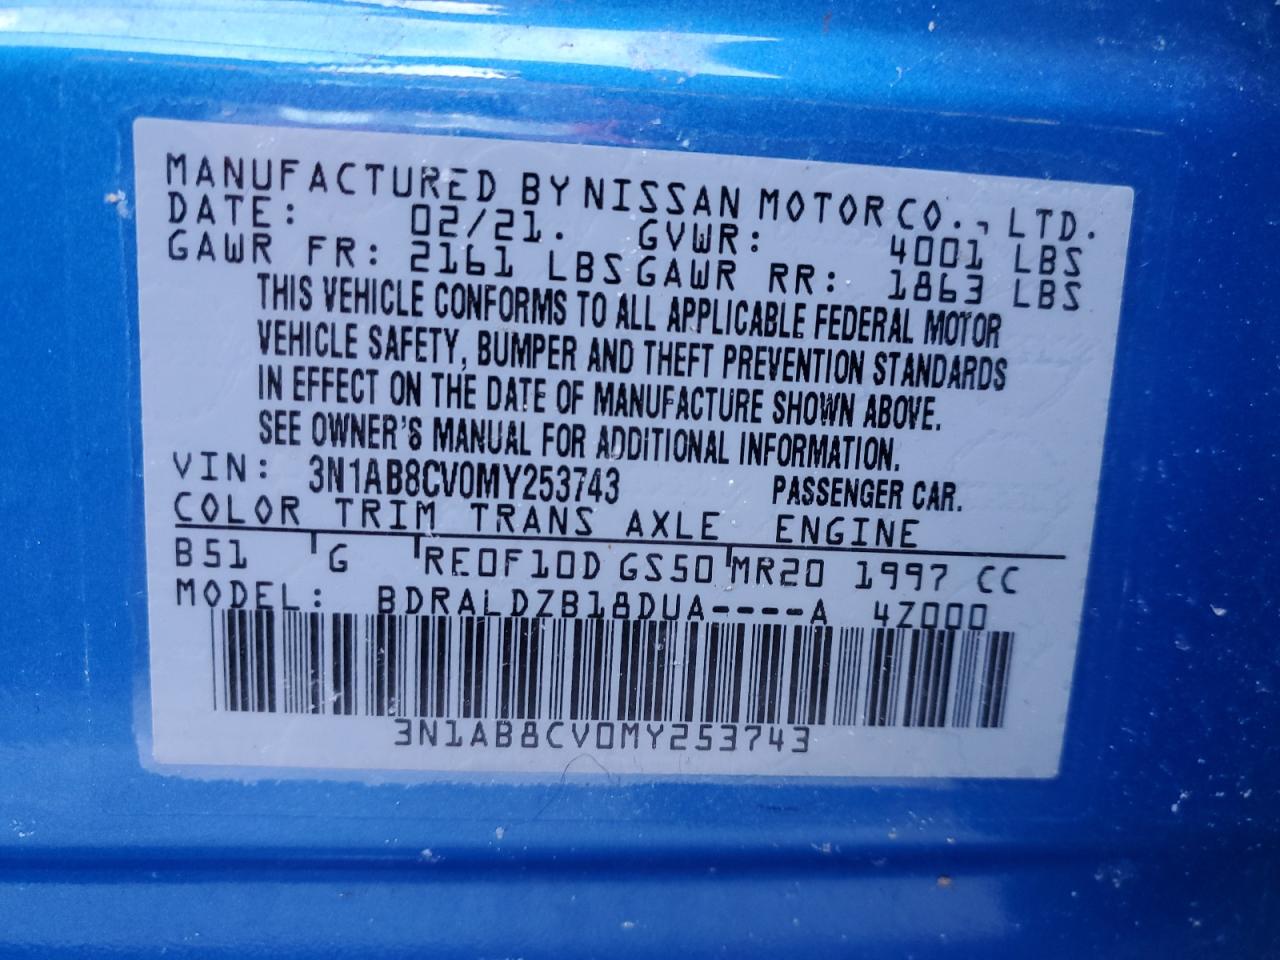 MANUFACTURED BY NISSAN MOTOR CO., LTD.
DATE: 02/21. GVWR: 4001 LBS
GAWR FR: 2161 LBS GAWR RR: 1863 LBS
THIS VEHICLE CONFORMS TO ALL APPLICABLE FEDERAL MOTOR
VEHICLE SAFETY, BUMPER AND THEFT PREVENTION STANDARDS
IN EFFECT ON THE DATE OF MANUFACTURE SHOWN ABOVE.
SEE OWNER'S MANUAL FOR ADDITIONAL INFORMATION.
VIN: 3N1AB8CV0MY253743 PASSENGER CAR.
COLOR TRIM TRANS AXLE ENGINE
B51 G RE0F10D GS50 MR20 1997 CC
MODEL: BDRALDZB18DUA----A 4Z000
3N1AB8CV0MY253743